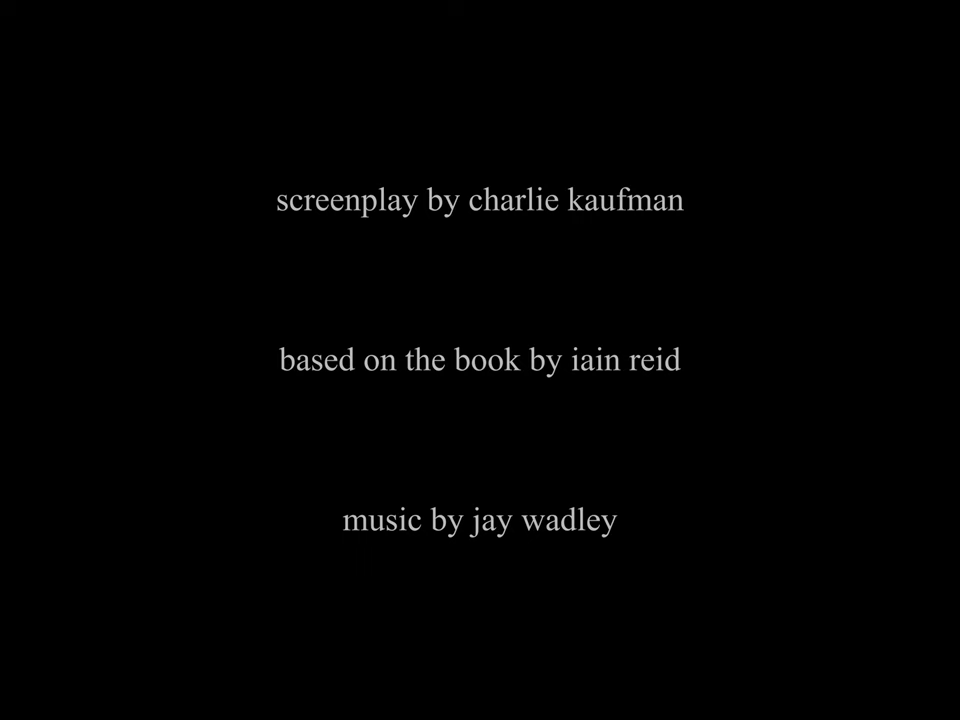 screenplay by charlie kaufman
based on the book by iain reid
music by jay wadley